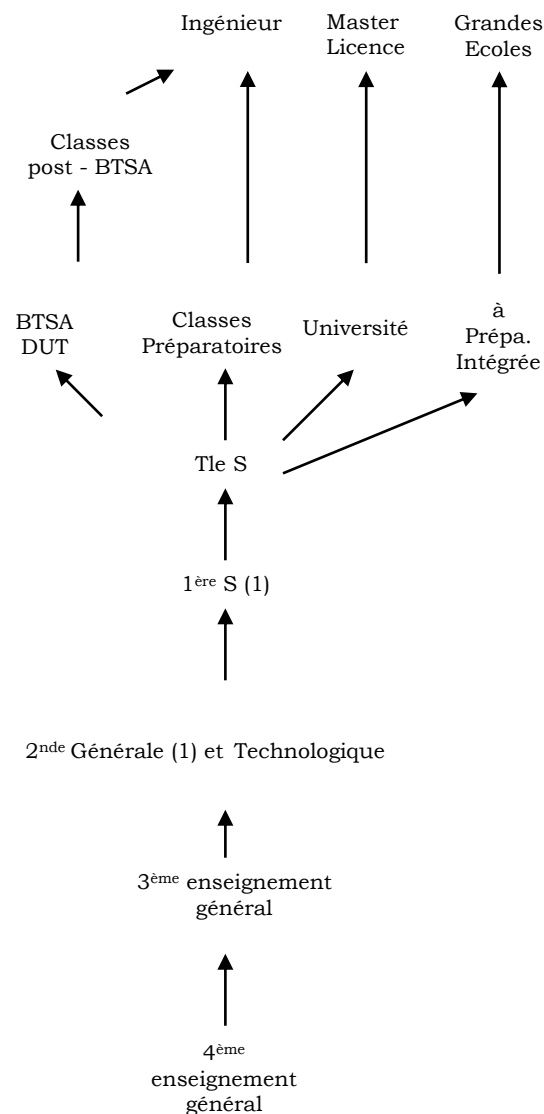 Ingénieur
Master
Licence
Grandes
Ecoles
Classes
post - BTSA
BTSA
DUT
Classes
Préparatoires
Université
à
Prépa.
Intégrée
Tle S
1ère S (1)
2nde Générale (1) et Technologique
3ème enseignement
général
4ème
enseignement
général